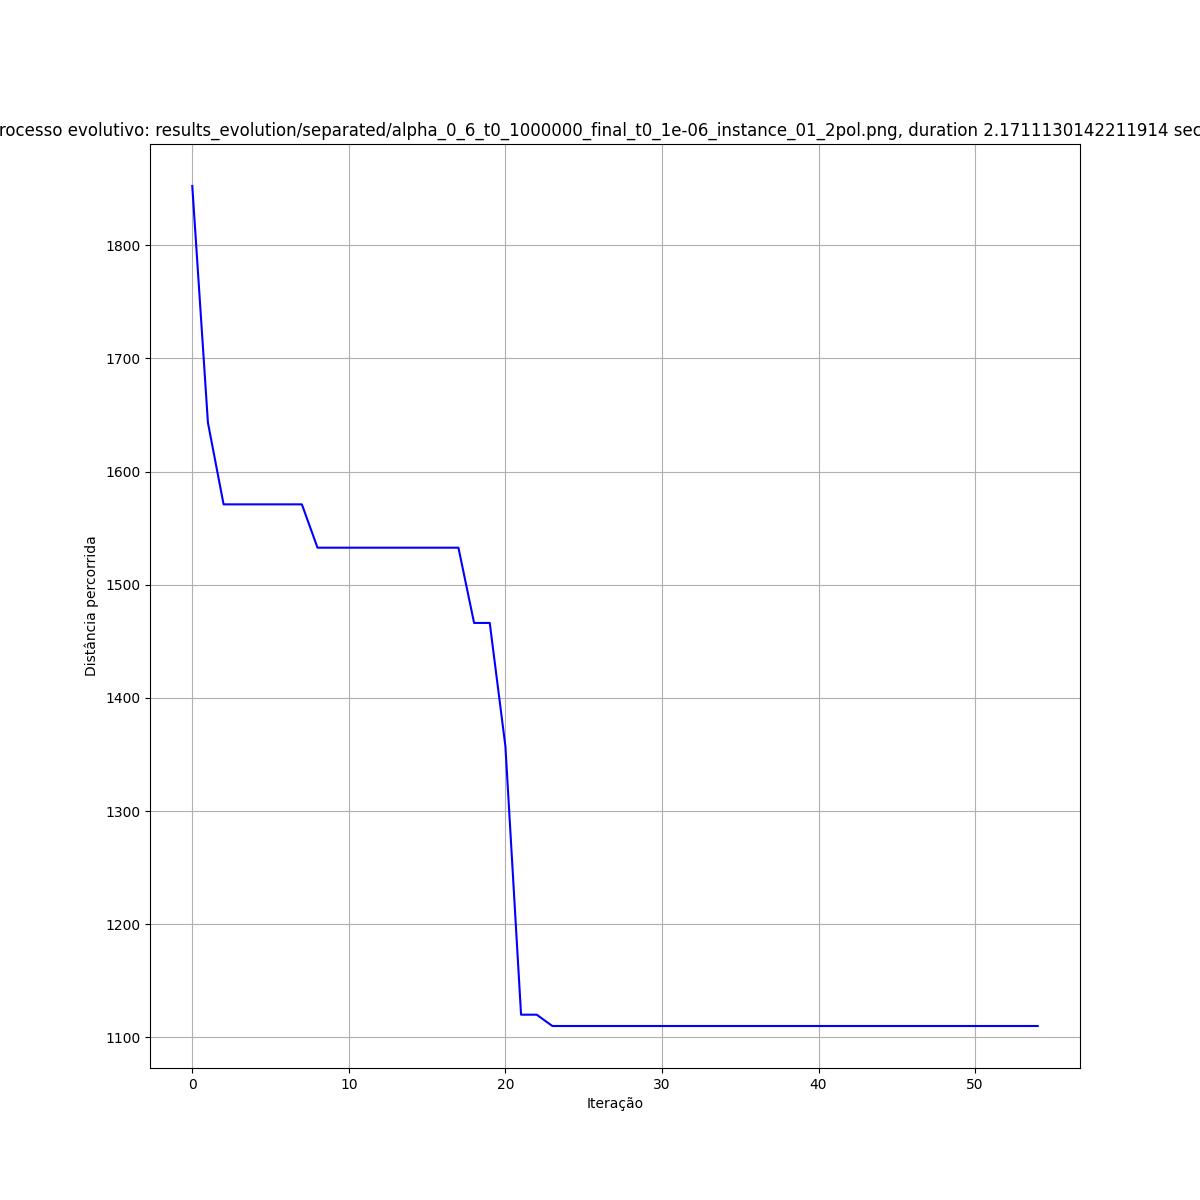 rocesso evolutivo: results_evolution/separated/alpha_0_6_t0_1000000_final_t0_1e-06_instance_01_2pol.png, duration 2.1711130142211914 sec
1800
1700
1600
1500
1400
1300
1200
1100
Distância percorrida
0 10 20 30 40 50
Iteração